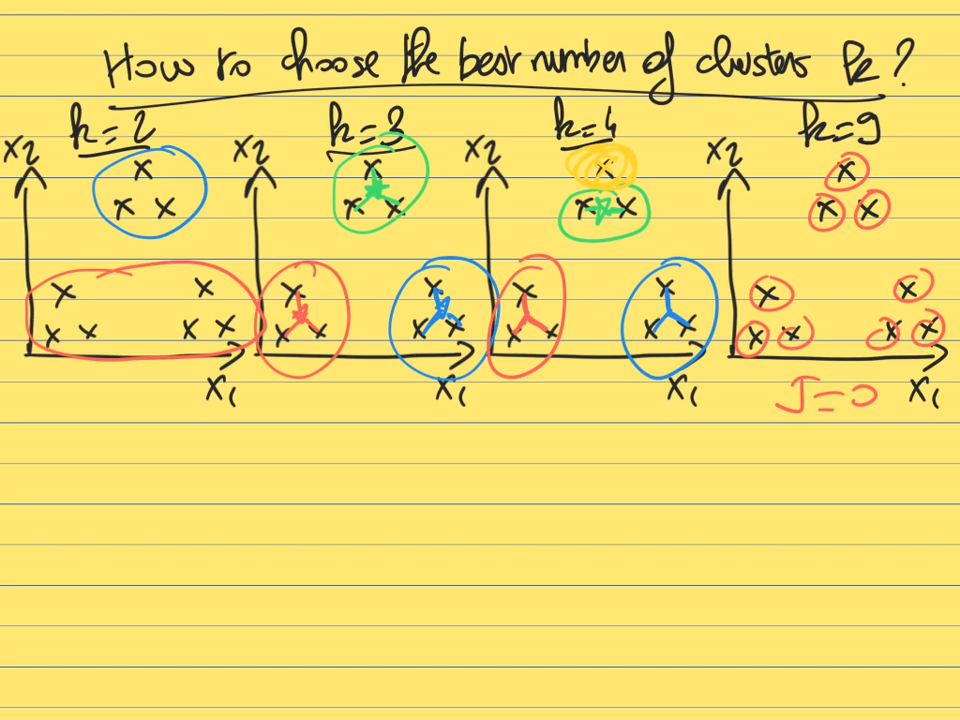 How to choose the best number of clusters k?
k=2 k=3 k=4 k=9
x2 x2 x2 x2
x x x x
x x x x x x x x
x x x x x x x x
x x x x x x x x x x x x x x x x
x1 x1 x1 J=0 x1